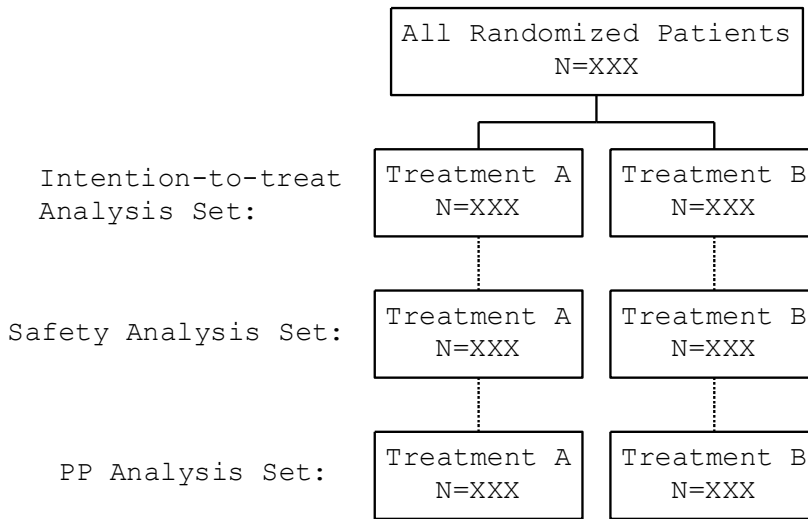 All Randomized Patients
N=XXX
Intention-to-treat
Analysis Set:
Treatment A
N=XXX
Treatment B
N=XXX
Safety Analysis Set:
Treatment A
N=XXX
Treatment B
N=XXX
PP Analysis Set:
Treatment A
N=XXX
Treatment B
N=XXX